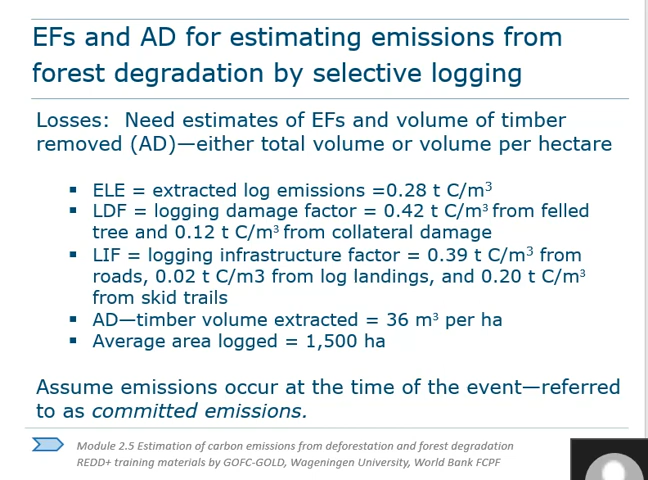 EFs and AD for estimating emissions from
forest degradation by selective logging
Losses: Need estimates of EFs and volume of timber
removed (AD)—either total volume or volume per hectare
▪ ELE = extracted log emissions =0.28 t C/m³
▪ LDF = logging damage factor = 0.42 t C/m³ from felled
tree and 0.12 t C/m³ from collateral damage
▪ LIF = logging infrastructure factor = 0.39 t C/m³ from
roads, 0.02 t C/m3 from log landings, and 0.20 t C/m³
from skid trails
▪ AD—timber volume extracted = 36 m³ per ha
▪ Average area logged = 1,500 ha
Assume emissions occur at the time of the event—referred
to as committed emissions.
Module 2.5 Estimation of carbon emissions from deforestation and forest degradation
REDD+ training materials by GOFC-GOLD, Wageningen University, World Bank FCPF